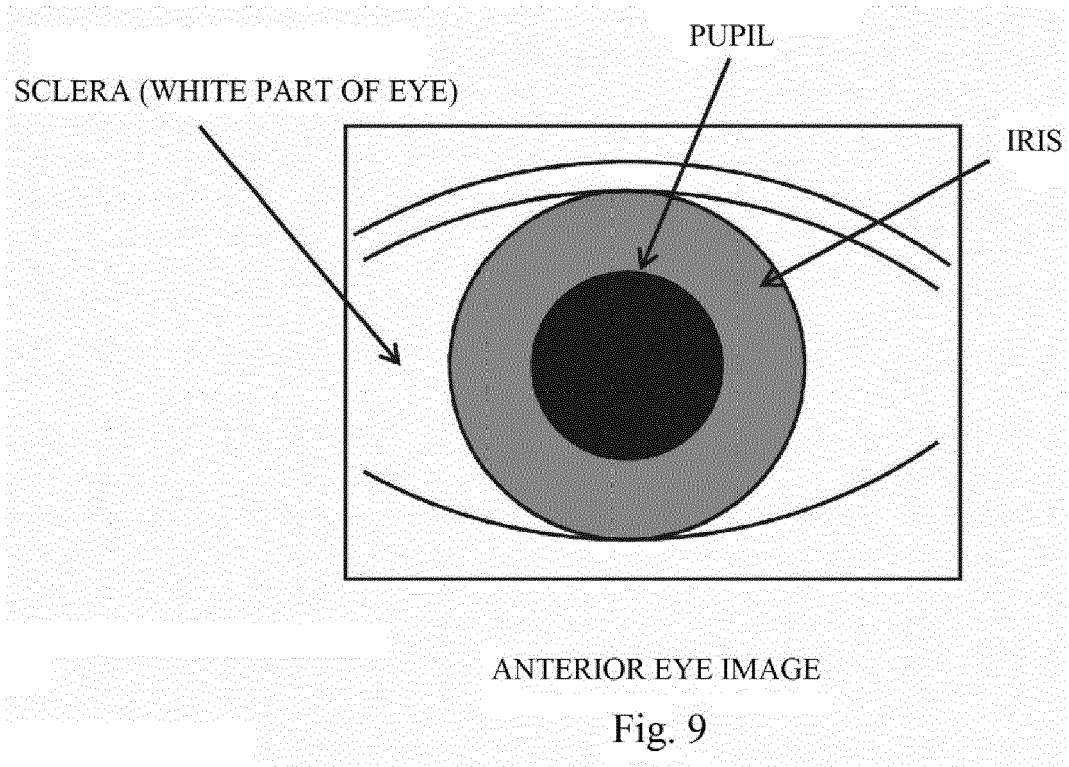 PUPIL
SCLERA (WHITE PART OF EYE)
IRIS
ANTERIOR EYE IMAGE
Fig. 9